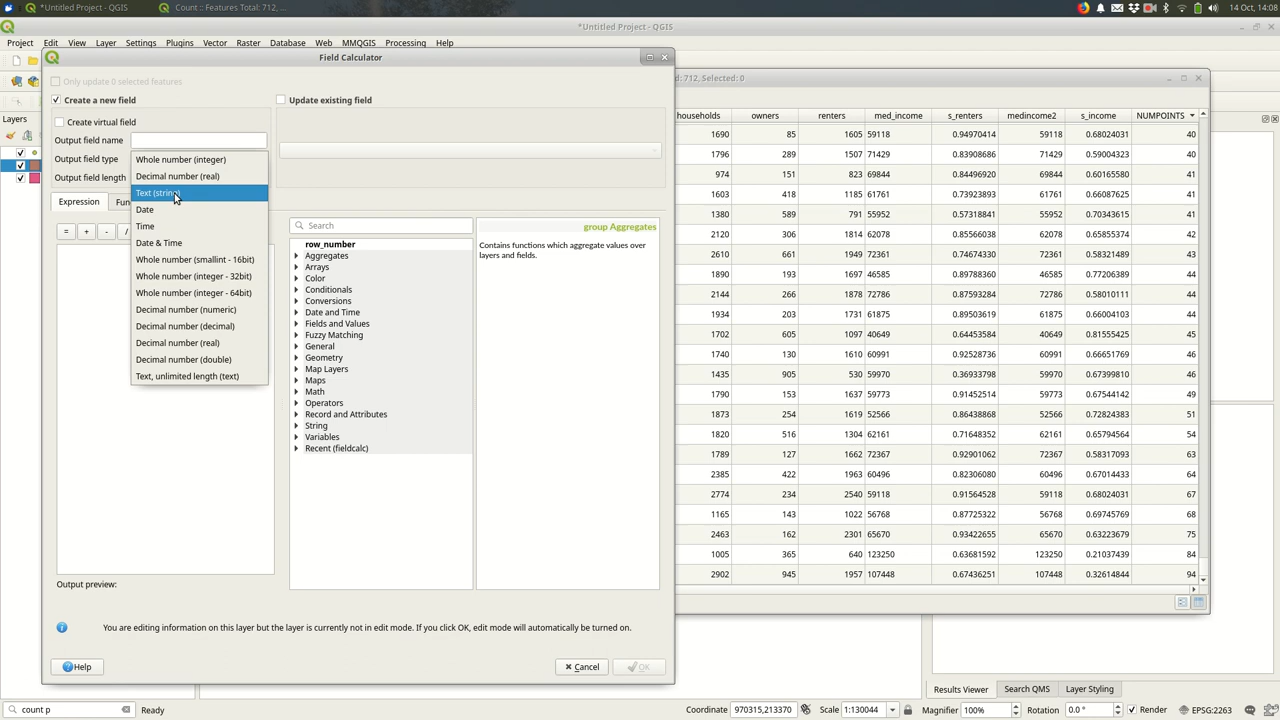 *Untitled Project - QGIS
Count :: Features Total: 712, ...
14 Oct, 14:08
*Untitled Project - QGIS
Project Edit View Layer Settings Plugins Vector Raster Database Web MMQGIS Processing Help
Field Calculator
d: 712, Selected: 0
Only update 0 selected features
Create a new field
Update existing field
Create virtual field
Output field name
Output field type
Output field length
Whole number (integer)
Decimal number (real)
Text (string)
Date
Time
Date & Time
Whole number (smallint - 16bit)
Whole number (integer - 32bit)
Whole number (integer - 64bit)
Decimal number (numeric)
Decimal number (decimal)
Decimal number (real)
Decimal number (double)
Text, unlimited length (text)
Layers
Expression Fun
= + - /
Search
row_number
Aggregates
Arrays
Color
Conditionals
Conversions
Date and Time
Fields and Values
Fuzzy Matching
General
Geometry
Map Layers
Maps
Math
Operators
Record and Attributes
String
Variables
Recent (fieldcalc)
group Aggregates
Contains functions which aggregate values over
layers and fields.
Output preview:
You are editing information on this layer but the layer is currently not in edit mode. If you click OK, edit mode will automatically be turned on.
Help
Cancel
OK
households owners renters med_income s_renters medincome2 s_income NUMPOINTS
1690 85 1605 59118 0.94970414 59118 0.68024031 40
1796 289 1507 71429 0.83908686 71429 0.59004323 40
974 151 823 69844 0.84496920 69844 0.60165580 40
1603 418 1185 61761 0.73923893 61761 0.66087625 40
1380 589 791 55952 0.57318841 55952 0.70343615 40
2120 306 1814 62078 0.85566038 62078 0.65855374 42
2610 661 1949 72361 0.74674330 72361 0.58321489 43
1890 193 1697 46585 0.89788360 46585 0.77206389 44
2144 266 1878 72786 0.87593284 72786 0.58010111 44
1934 203 1731 61875 0.89503619 61875 0.66004103 44
1702 605 1097 40649 0.64453584 40649 0.81555425 45
1740 130 1610 60991 0.92528736 60991 0.66651769 46
1435 905 530 59970 0.36933798 59970 0.67399810 46
1790 153 1637 59773 0.91452514 59773 0.67544142 49
1873 254 1619 52566 0.86438868 52566 0.72824383 51
1820 516 1304 62161 0.71648352 62161 0.65794564 54
1789 127 1662 72367 0.92901062 72367 0.58317093 63
2385 422 1963 60496 0.82306080 60496 0.67014433 64
2774 234 2540 59118 0.91564528 59118 0.68024031 67
1165 143 1022 56768 0.87725322 56768 0.69745769 68
2463 162 2301 65670 0.93422655 65670 0.63223679 75
1005 365 640 123250 0.63681592 123250 0.21037439 84
2902 945 1957 107448 0.67436251 107448 0.32614844 94
Results Viewer Search QMS Layer Styling
count p
Ready
Coordinate 970315,213370 Scale 1:130044 Magnifier 100% Rotation 0.0 ° Render EPSG:2263